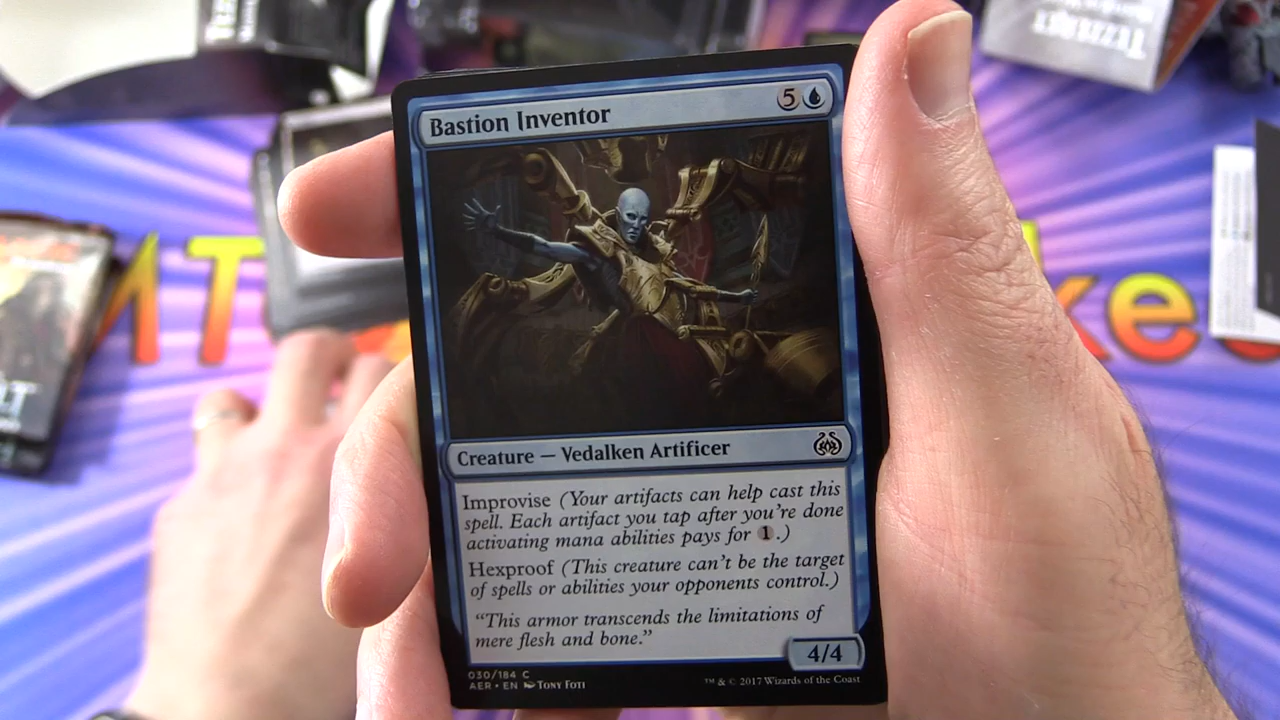 Bastion Inventor 5
Creature — Vedalken Artificer
Improvise (Your artifacts can help cast this
spell. Each artifact you tap after you're done
activating mana abilities pays for 1.)
Hexproof (This creature can't be the target
of spells or abilities your opponents control.)
"This armor transcends the limitations of
mere flesh and bone."
4/4
030/184 C
AER • EN Tony Foti
™ & © 2017 Wizards of the Coast
Tezzeret